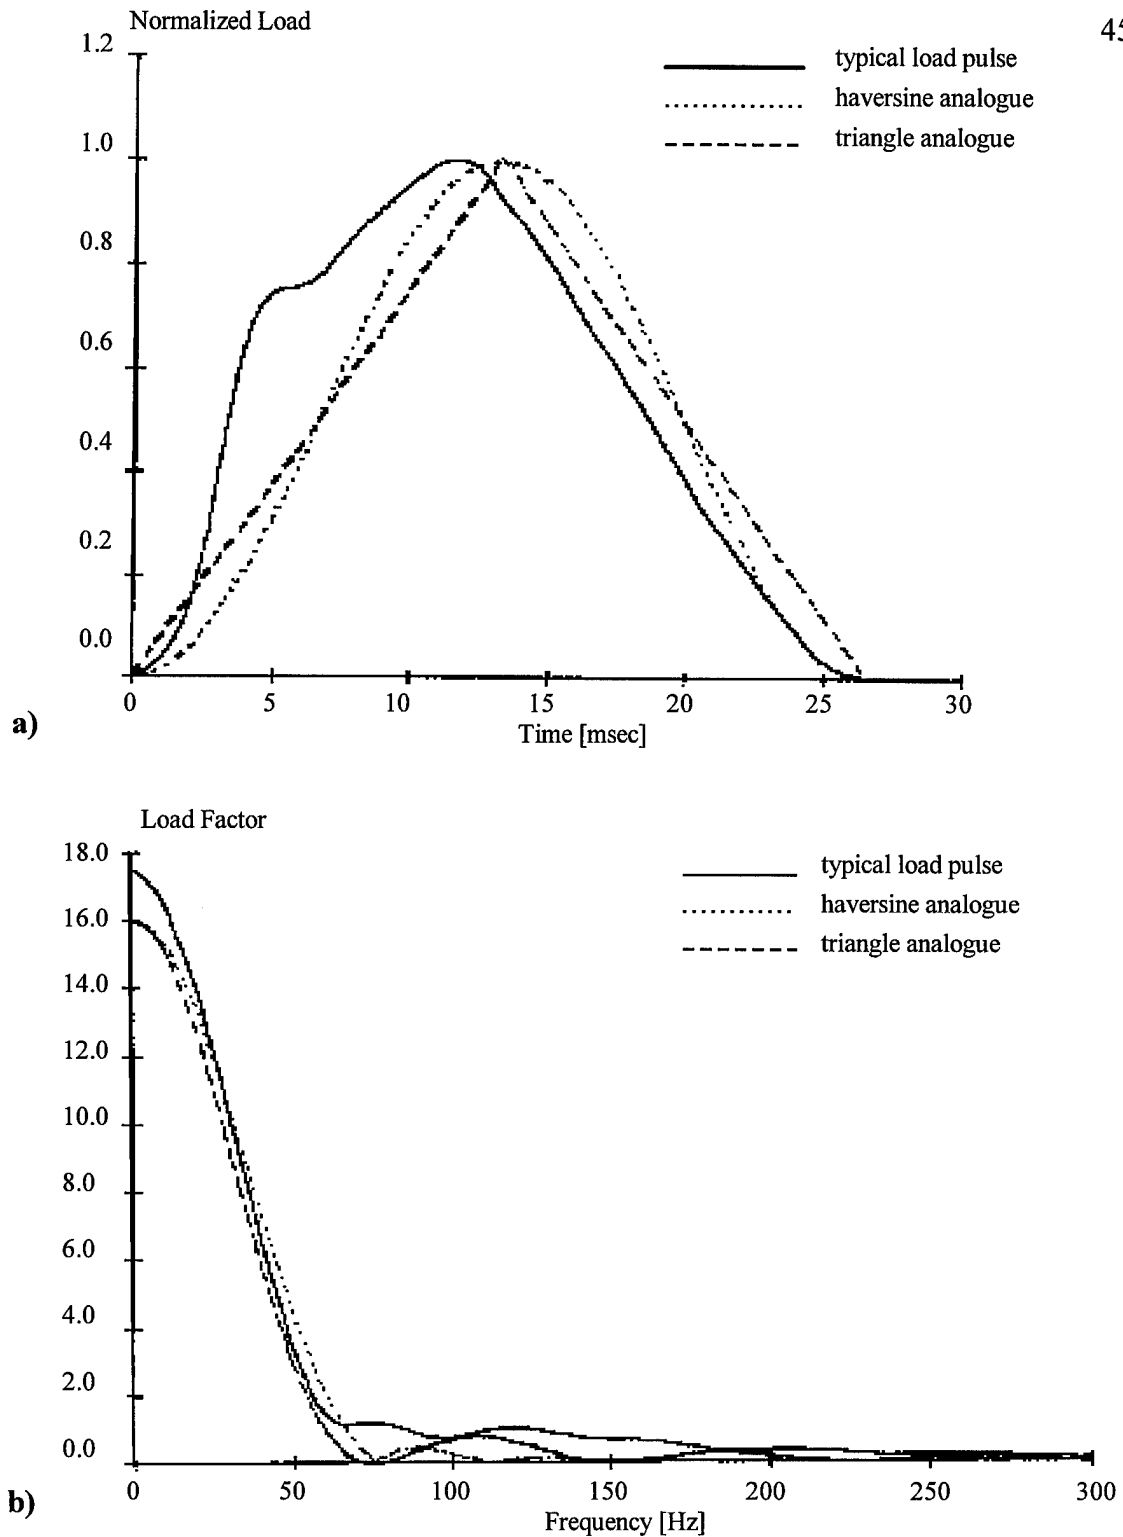 Normalized Load
45
1.2
typical load pulse
haversine analogue
triangle analogue
1.0
0.8
0.6
0.4
0.2
0.0
0 5 10 15 20 25 30
Time [msec]
a)
Load Factor
18.0
typical load pulse
haversine analogue
triangle analogue
16.0
14.0
12.0
10.0
8.0
6.0
4.0
2.0
0.0
0 50 100 150 200 250 300
Frequency [Hz]
b)